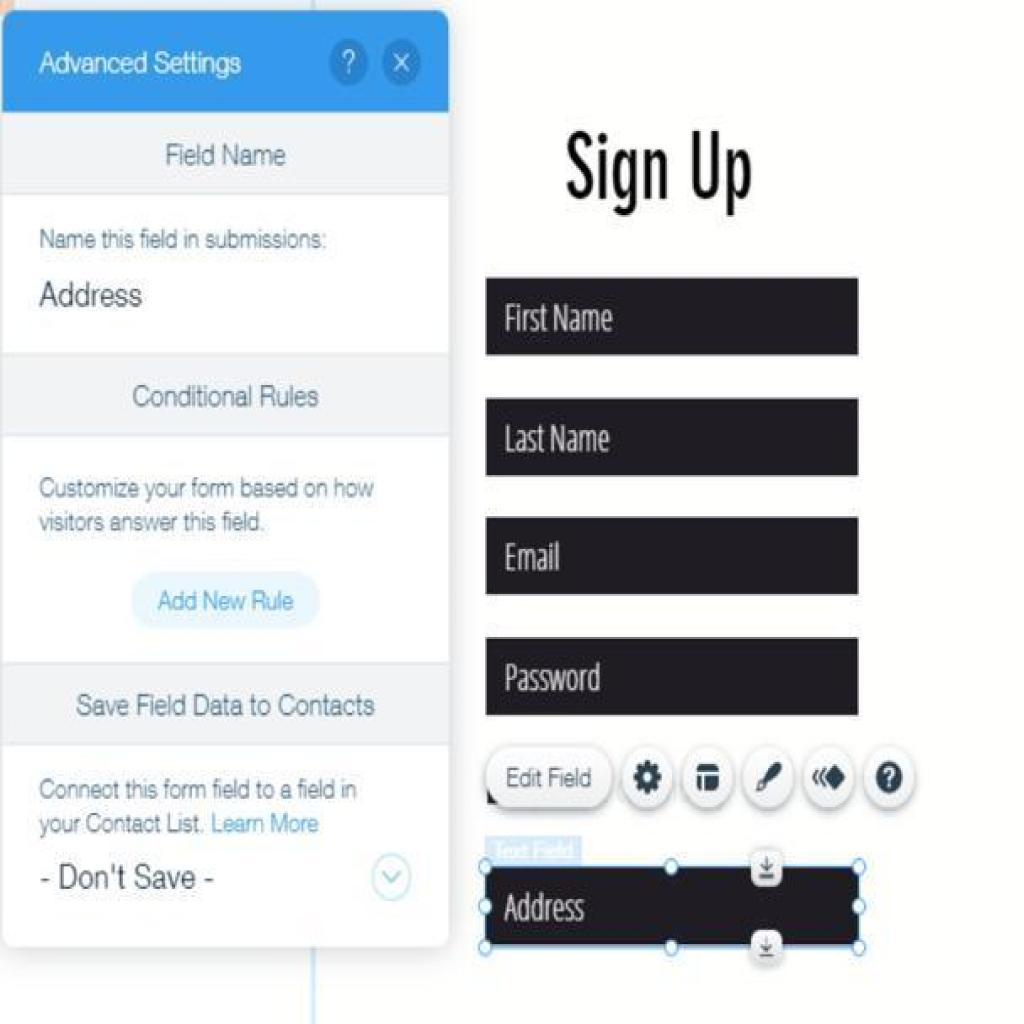 Advanced Settings
?
Field Name
Name this field in submissions:
Address
Conditional Rules
Customize your form based on how
visitors answer this field.
Add New Rule
Save Field Data to Contacts
Connect this form field to a field in
your Contact List. Learn More
- Don't Save -
Sign Up
First Name
Last Name
Email
Password
Edit Field
?
Text Field
Address